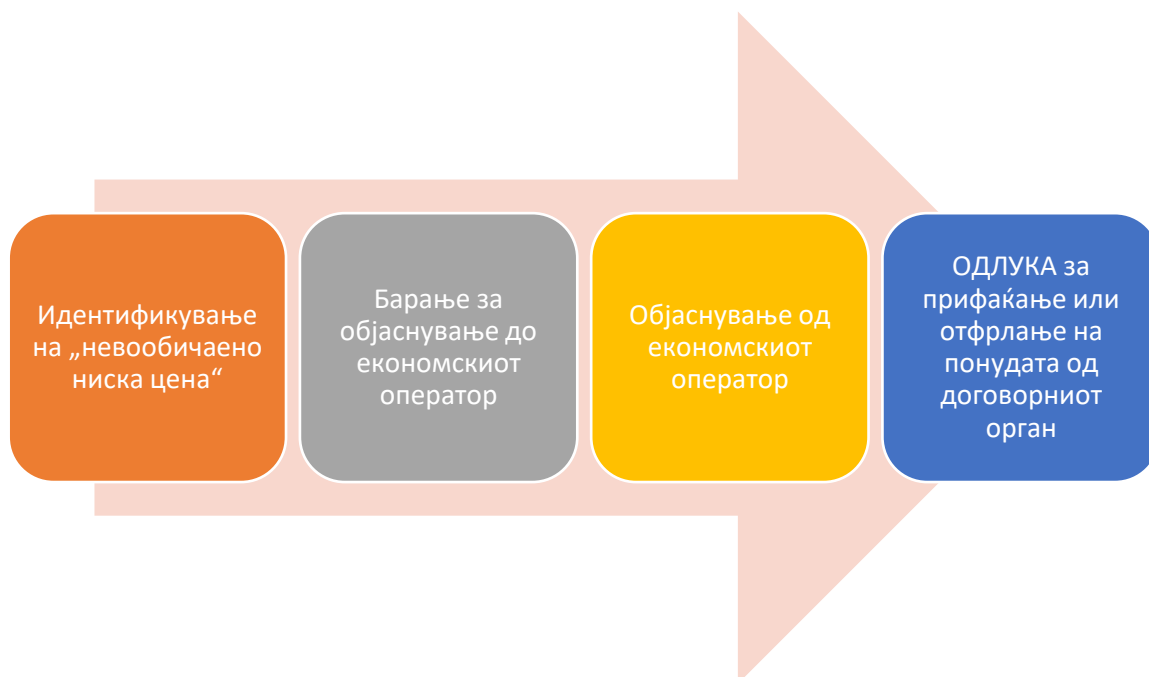 Идентификување
на „невообичаено
ниска цена“
Барање за
објаснување до
економскиот
оператор
Објаснување од
економскиот
оператор
ОДЛУКА за
прифаќање или
отфрлање на
понудата од
договорниот
орган